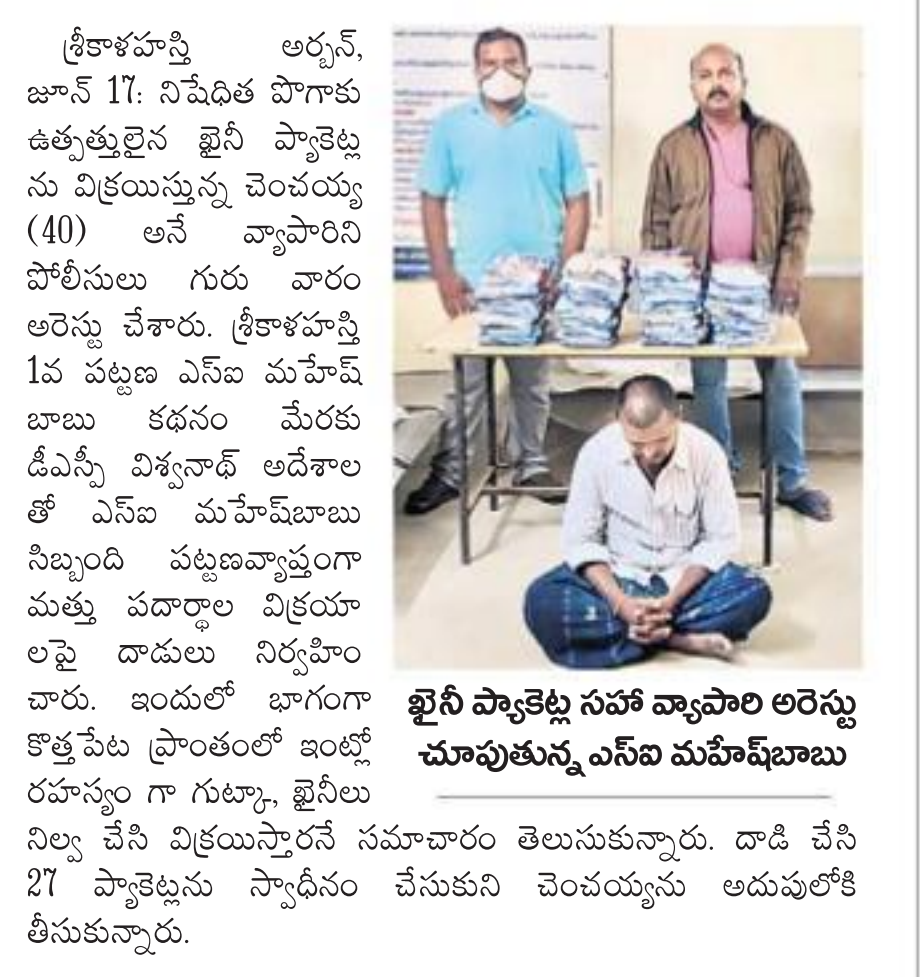 శ్రీకాళహస్తి అర్బన్,
జూన్ 17: నిషేధిత పొగాకు
ఉత్పత్తులైన ఖైనీ ప్యాకెట్ల
ను విక్రయిస్తున్న చెంచయ్య
(40) అనే వ్యాపారిని
పోలీసులు గురు వారం
అరెస్టు చేశారు. శ్రీకాళహస్తి
1వ పట్టణ ఎస్ఐ మహేష్
బాబు కథనం మేరకు
డీఎస్పీ విశ్వనాథ్ అదేశాల
తో ఎస్ఐ మహేష్‌బాబు
సిబ్బంది పట్టణవ్యాప్తంగా
మత్తు పదార్థాల విక్రయా
లపై దాడులు నిర్వహిం
చారు. ఇందులో భాగంగా
కొత్తపేట ప్రాంతంలో ఇంట్లో
రహస్యం గా గుట్కా, ఖైనీలు
నిల్వ చేసి విక్రయిస్తారనే సమాచారం తెలుసుకున్నారు. దాడి చేసి
27 ప్యాకెట్లను స్వాధీనం చేసుకుని చెంచయ్యను అదుపులోకి
తీసుకున్నారు.
ఖైనీ ప్యాకెట్ల సహా వ్యాపారి అరెస్టు
చూపుతున్న ఎస్ఐ మహేష్‌బాబు